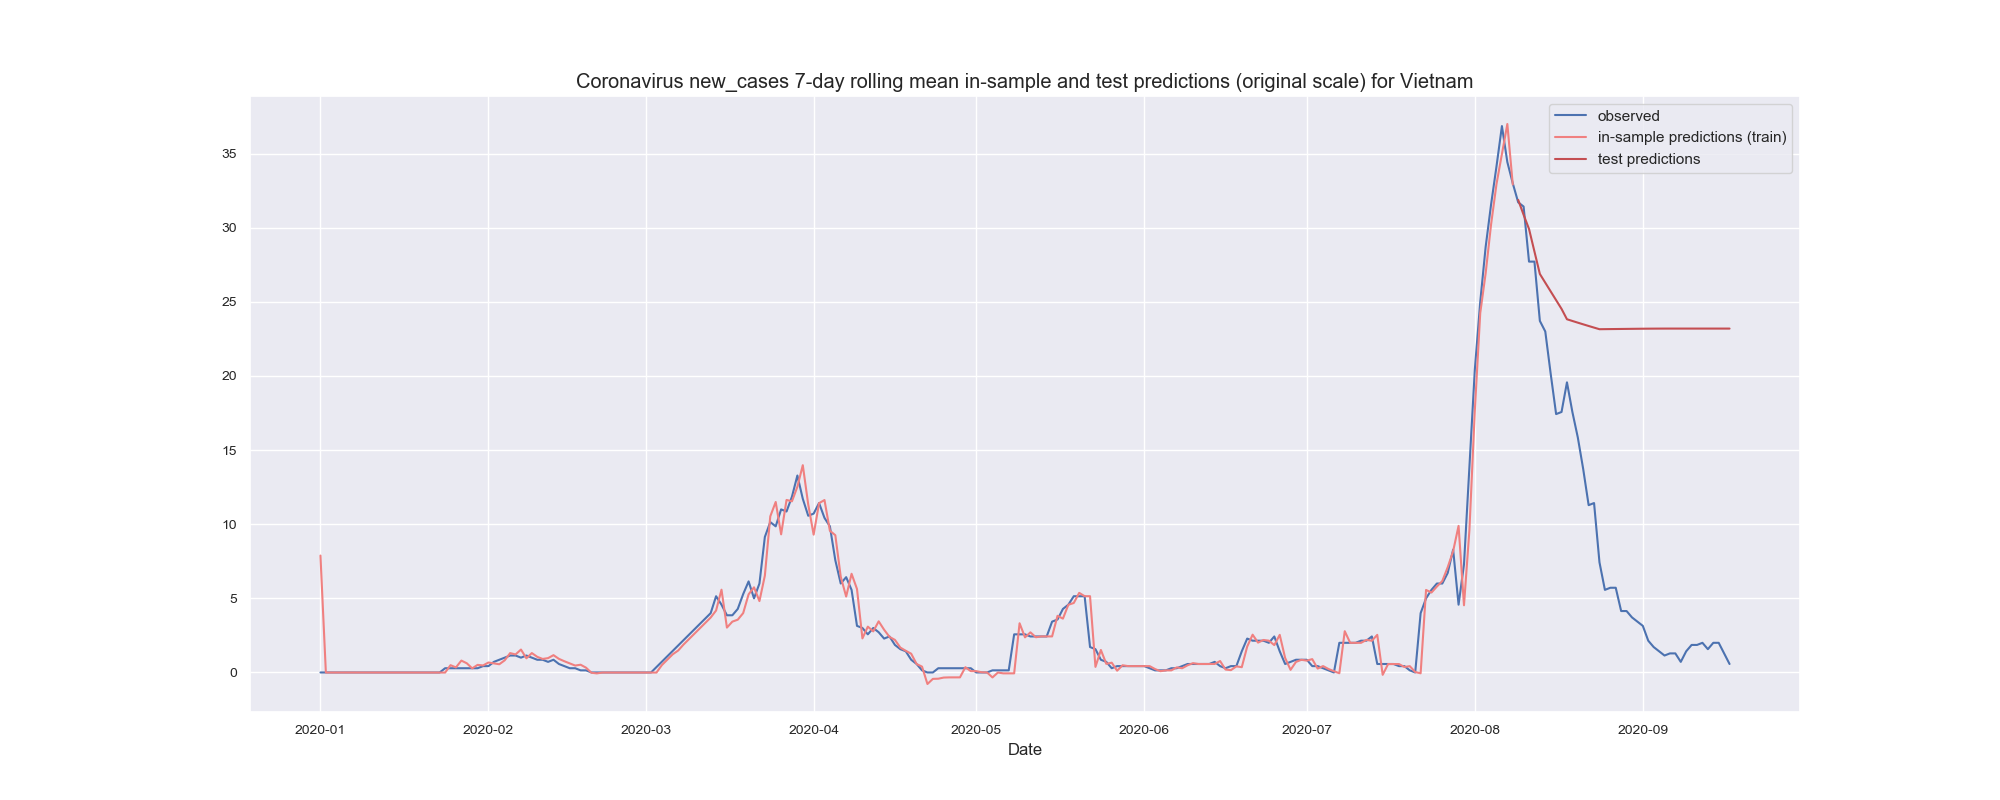 Coronavirus new_cases 7-day rolling mean in-sample and test predictions (original scale) for Vietnam
observed
in-sample predictions (train)
test predictions
35
30
25
20
15
10
5
0
2020-01 2020-02 2020-03 2020-04 2020-05 2020-06 2020-07 2020-08 2020-09
Date